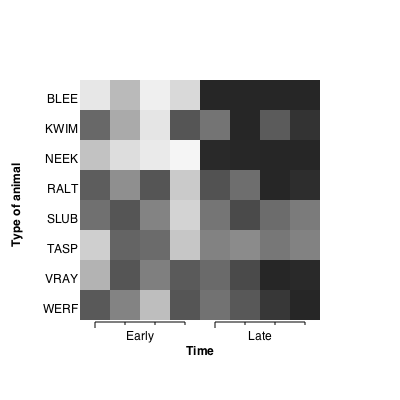 BLEE
KWIM
NEEK
RALT
SLUB
TASP
VRAY
WERF
Type of animal
Early Late
Time